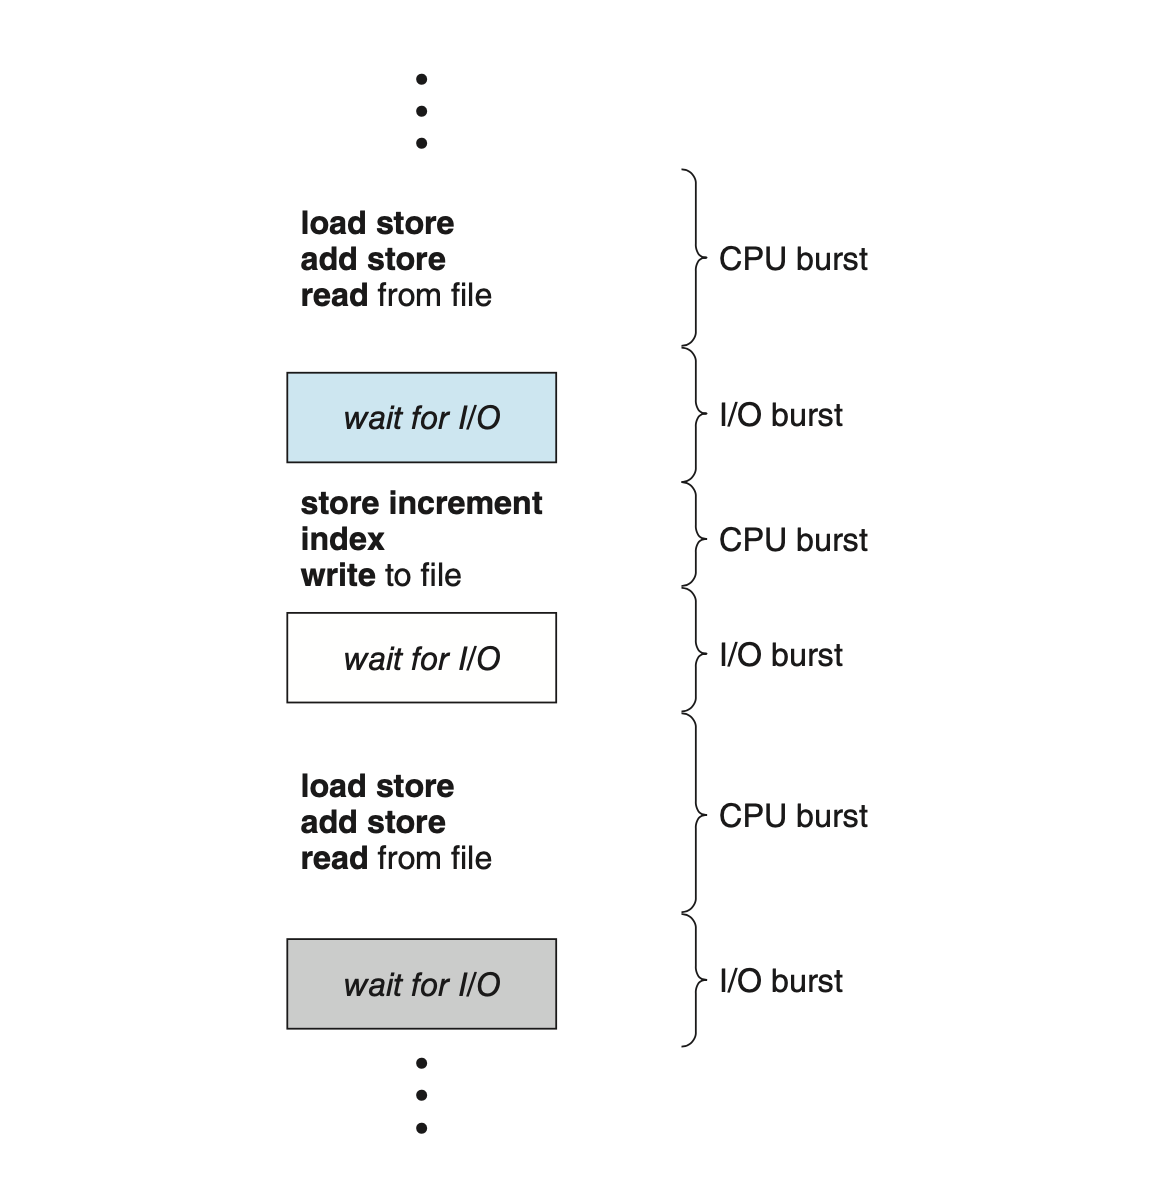 load store
add store
read from file
CPU burst
wait for I/O
I/O burst
store increment
index
write to file
CPU burst
wait for I/O
I/O burst
load store
add store
read from file
CPU burst
wait for I/O
I/O burst